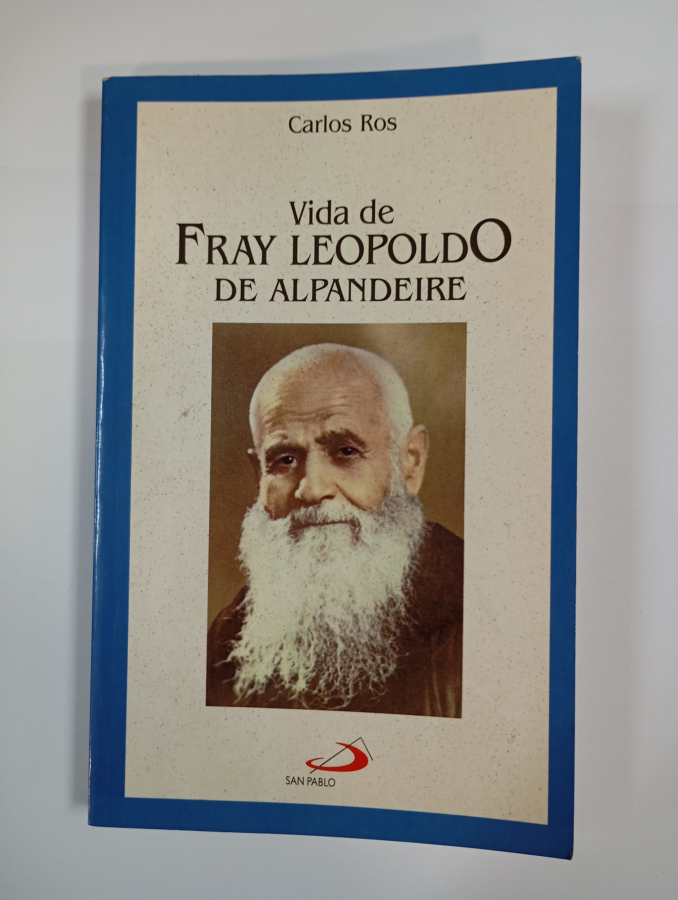 Carlos Ros
Vida de
FRAY LEOPOLDO
DE ALPANDEIRE
SAN PABLO